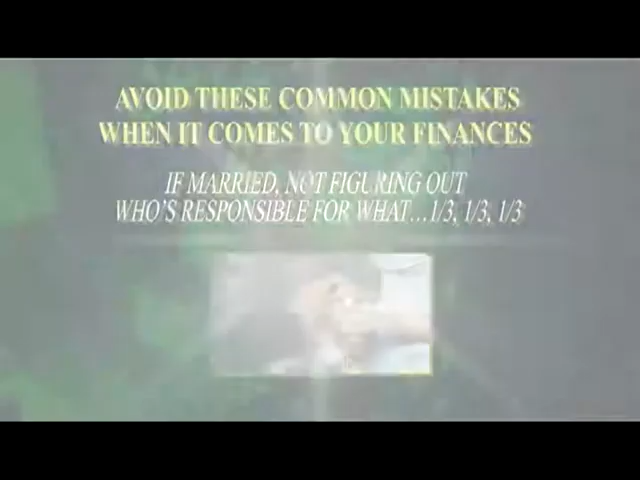 AVOID THESE COMMON MISTAKES
WHEN IT COMES TO YOUR FINANCES
IF MARRIED, NOT FIGURING OUT
WHO'S RESPONSIBLE FOR WHAT...1/3, 1/3, 1/3